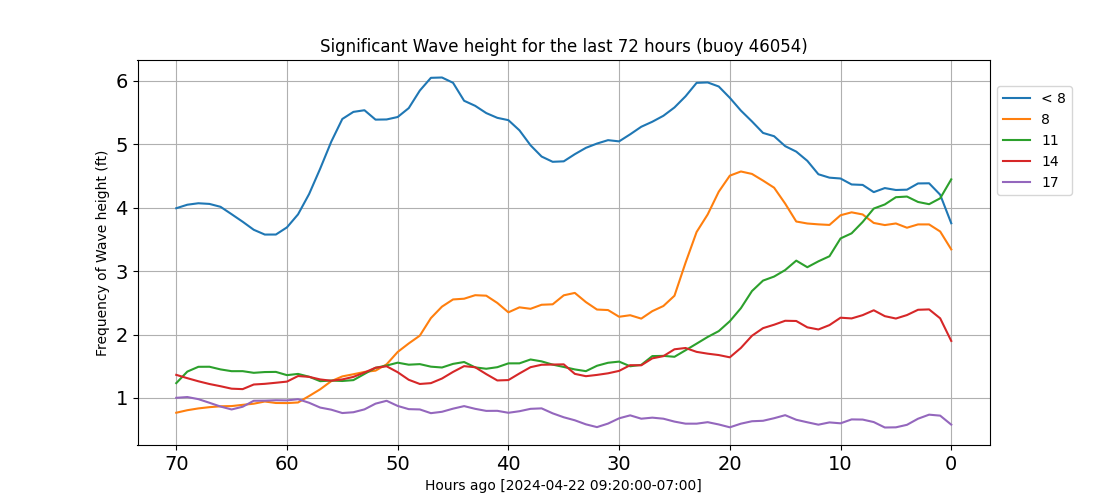 Significant Wave height for the last 72 hours (buoy 46054)
Frequency of Wave height (ft)
6
5
4
3
2
1
70 60 50 40 30 20 10 0
Hours ago [2024-04-22 09:20:00-07:00]
< 8
8
11
14
17